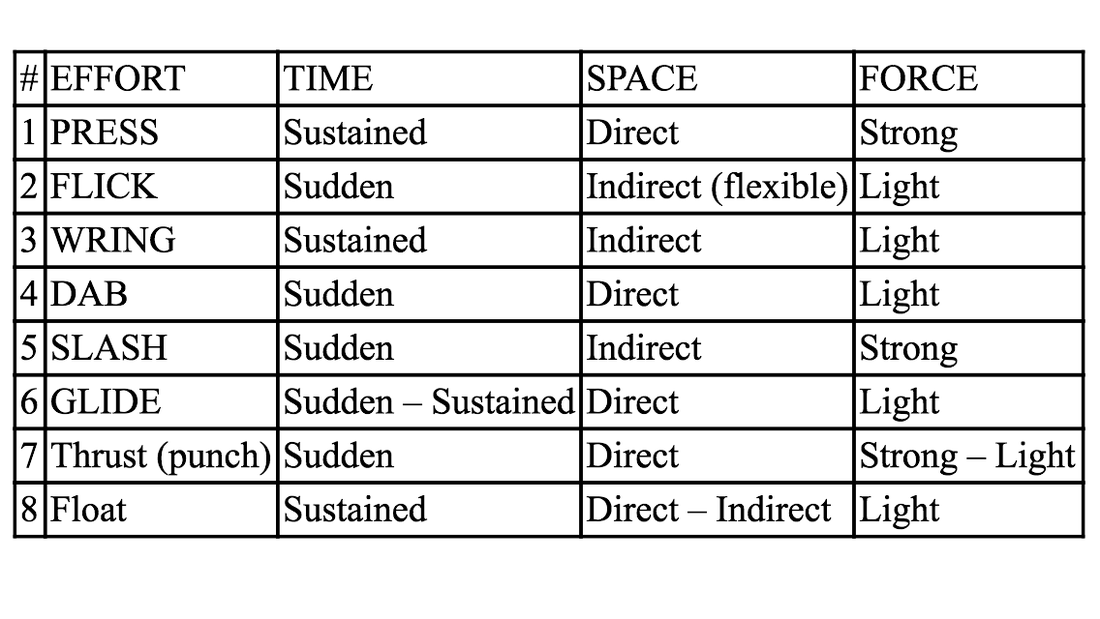 # EFFORT TIME SPACE FORCE
1 PRESS Sustained Direct Strong
2 FLICK Sudden Indirect (flexible) Light
3 WRING Sustained Indirect Light
4 DAB Sudden Direct Light
5 SLASH Sudden Indirect Strong
6 GLIDE Sudden – Sustained Direct Light
7 Thrust (punch) Sudden Direct Strong – Light
8 Float Sustained Direct – Indirect Light